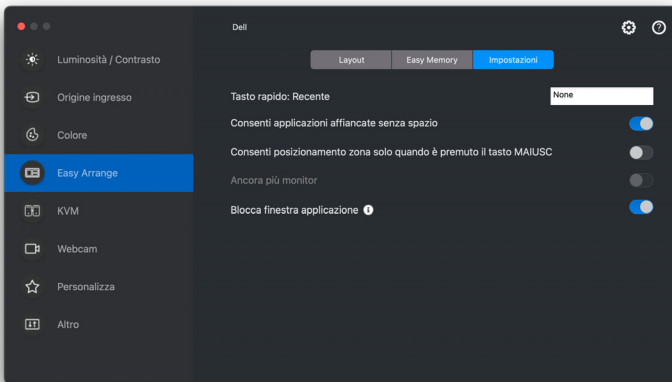 Dell
Luminosità / Contrasto
Origine ingresso
Colore
Easy Arrange
KVM
Webcam
Personalizza
Altro
Layout
Easy Memory
Impostazioni
Tasto rapido: Recente
None
Consenti applicazioni affiancate senza spazio
Consenti posizionamento zona solo quando è premuto il tasto MAIUSC
Ancora più monitor
Blocca finestra applicazione